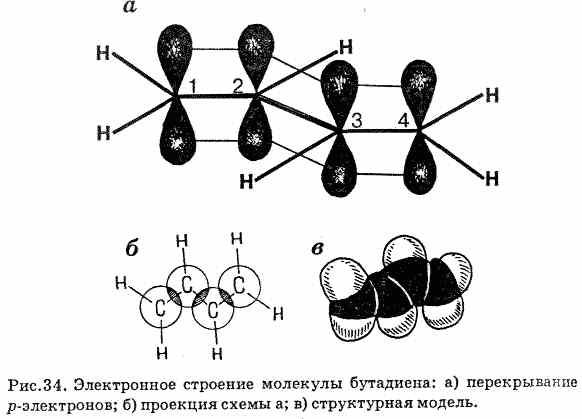 а
H
H
1
2
H
H
3
4
H
H
б
в
H
H
H
C
C
C
C
H
H
H
Рис.34. Электронное строение молекулы бутадиена: а) перекрывание
p-электронов; б) проекция схемы а; в) структурная модель.